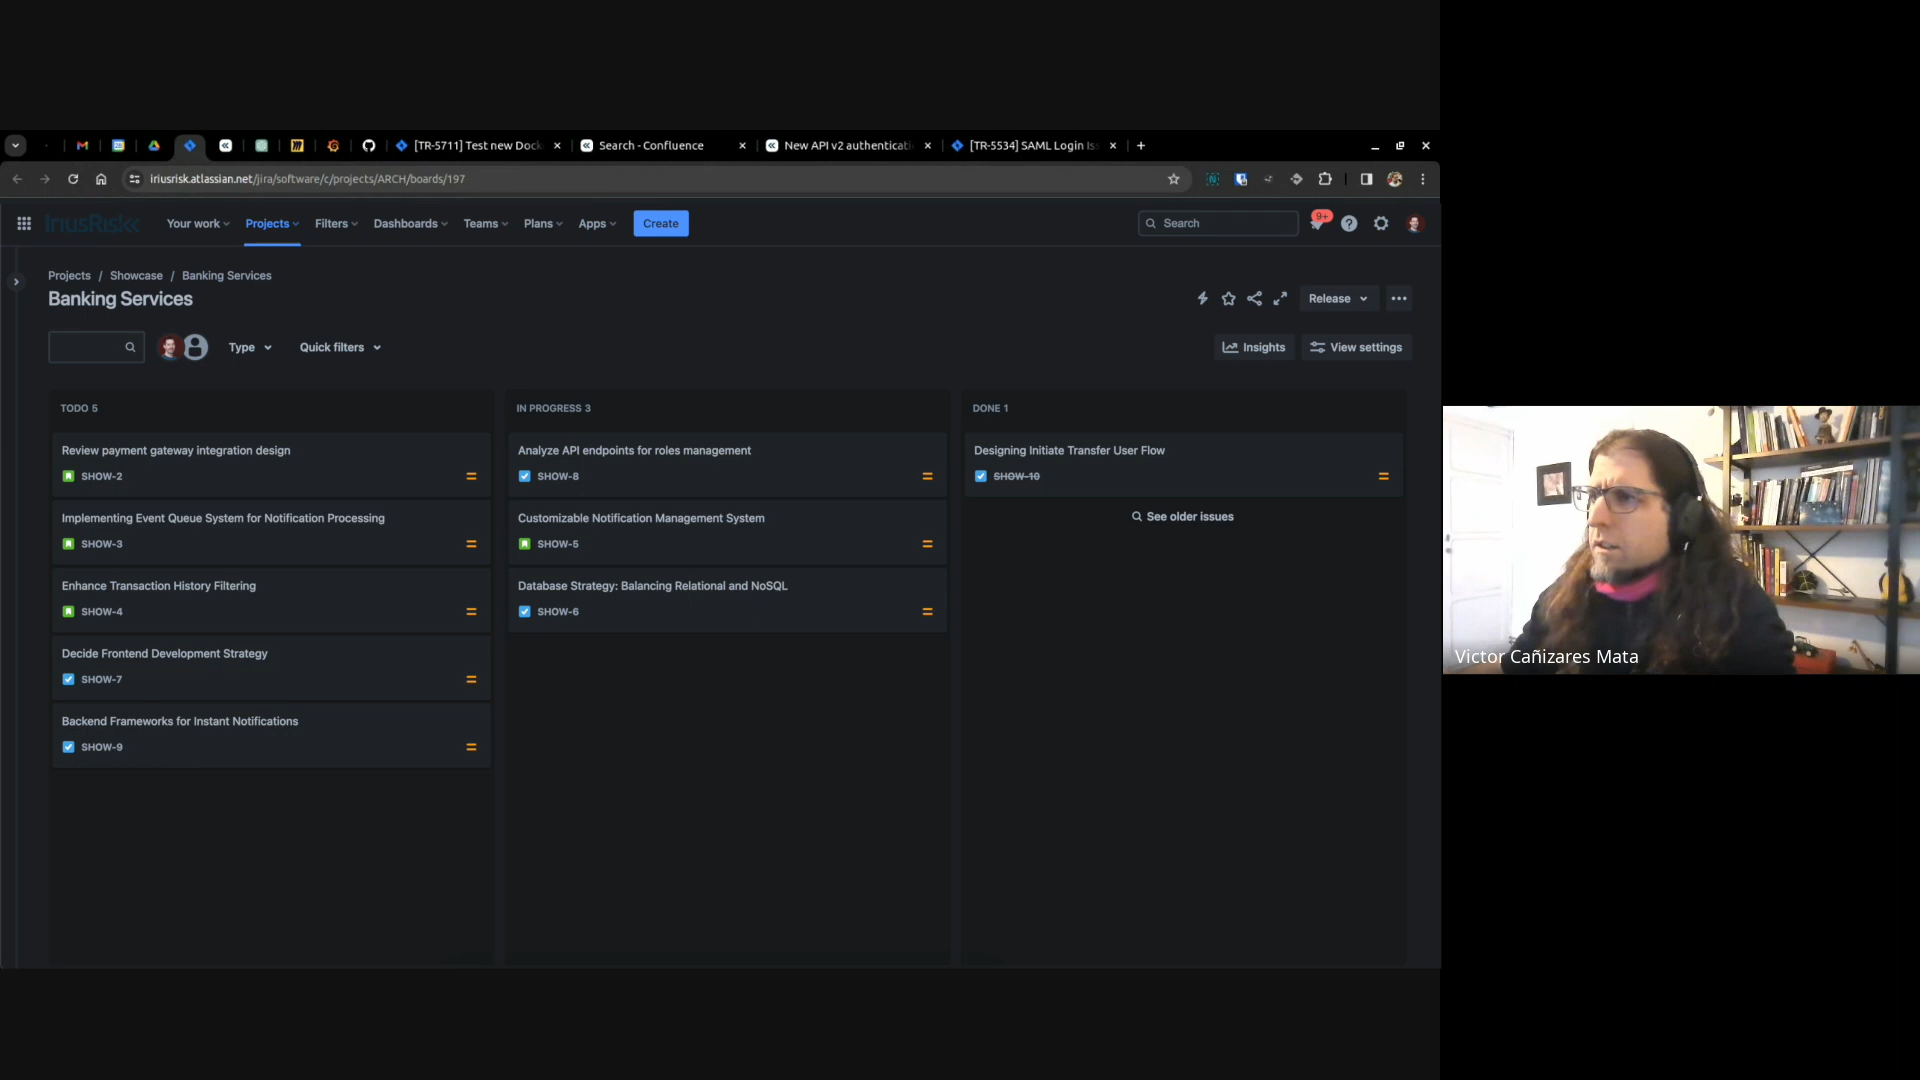 [TR-5711] Test new Dock
Search - Confluence
New API v2 authenticati
[TR-5534] SAML Login Iss
iriusrisk.atlassian.net/jira/software/c/projects/ARCH/boards/197
IriusRisk
Your work
Projects
Filters
Dashboards
Teams
Plans
Apps
Create
Search
9+
Projects / Showcase / Banking Services
Banking Services
Release
Type
Quick filters
Insights
View settings
TODO 5
Review payment gateway integration design
SHOW-2
Implementing Event Queue System for Notification Processing
SHOW-3
Enhance Transaction History Filtering
SHOW-4
Decide Frontend Development Strategy
SHOW-7
Backend Frameworks for Instant Notifications
SHOW-9
IN PROGRESS 3
Analyze API endpoints for roles management
SHOW-8
Customizable Notification Management System
SHOW-5
Database Strategy: Balancing Relational and NoSQL
SHOW-6
DONE 1
Designing Initiate Transfer User Flow
SHOW-10
See older issues
Victor Cañizares Mata